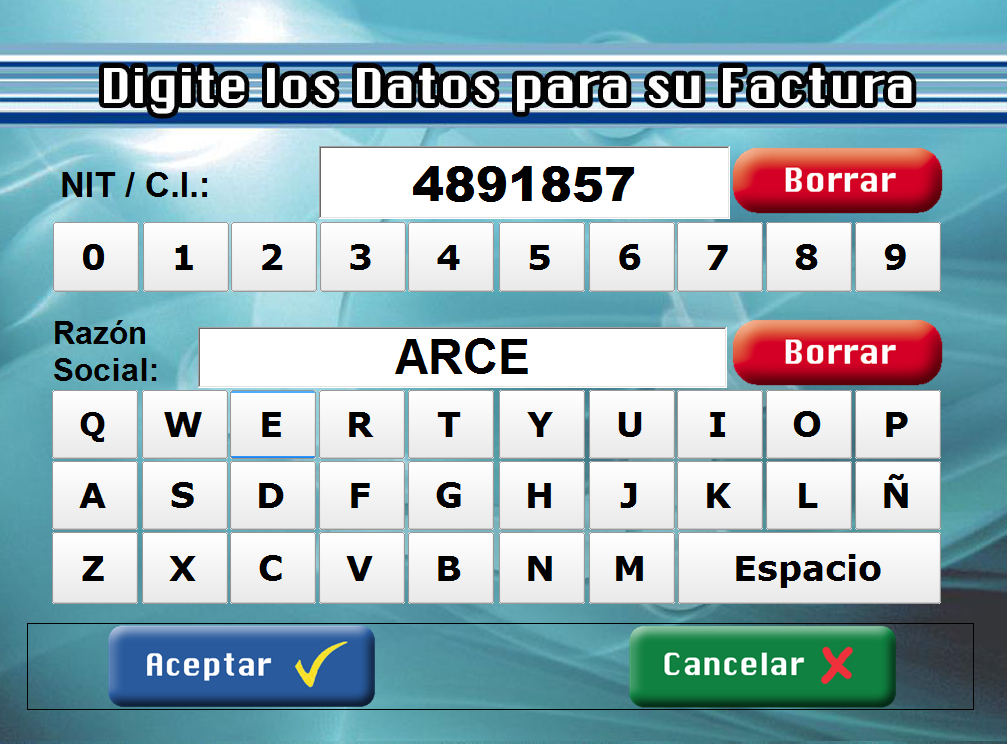 Digite los Datos para su Factura
NIT / C.I.: 4891857 Borrar
0 1 2 3 4 5 6 7 8 9
Razón
Social: ARCE Borrar
Q W E R T Y U I O P
A S D F G H J K L Ñ
Z X C V B N M Espacio
Aceptar Cancelar